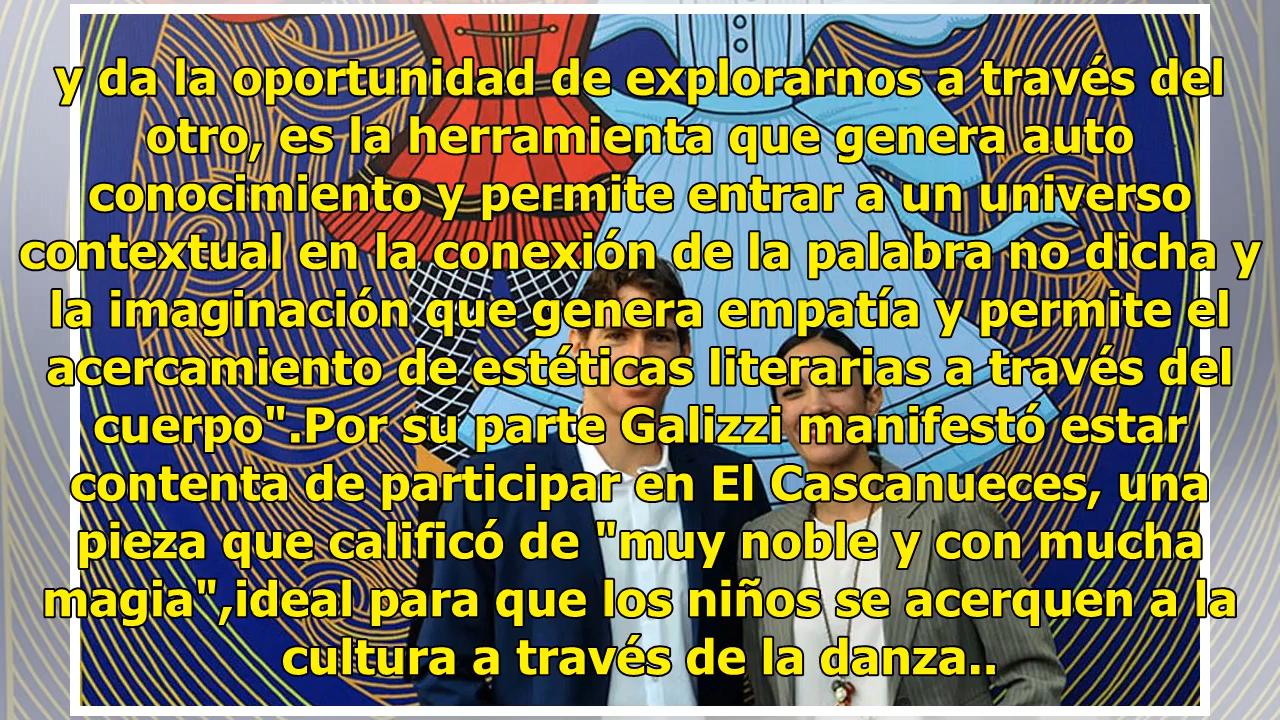 y da la oportunidad de explorarnos a través del
otro, es la herramienta que genera auto
conocimiento y permite entrar a un universo
contextual en la conexión de la palabra no dicha y
la imaginación que genera empatía y permite el
acercamiento de estéticas literarias a través del
cuerpo".Por su parte Galizzi manifestó estar
contenta de participar en El Cascanueces, una
pieza que calificó de "muy noble y con mucha
magia",ideal para que los niños se acerquen a la
cultura a través de la danza..